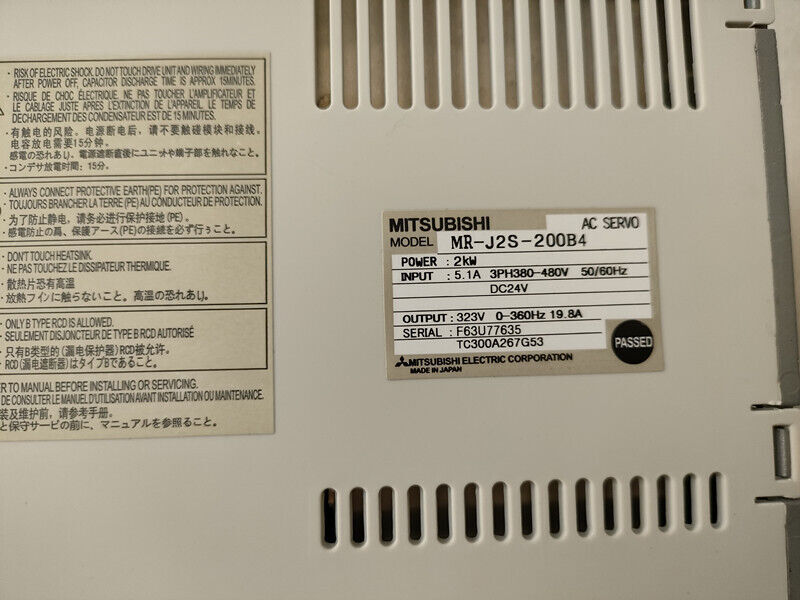 · RISK OF ELECTRIC SHOCK. DO NOT TOUCH DRIVE UNIT AND WIRING IMMEDIATELY
AFTER POWER OFF, CAPACITOR DISCHARGE TIME IS APPROX 15MINUTES.
· RISQUE DE CHOC ÉLECTRIQUE. NE PAS TOUCHER L'AMPLIFICATEUR ET
LE CABLAGE JUSTE APRÈS L'EXTINCTION DE L'APPAREIL. LE TEMPS DE
DECHARGEMENT DES CONDENSATEUR EST DE 15 MINUTES.
· 有触电的风险。电源断电后，请不要触碰模块和接线。
电容放电需要15分钟。
· 感電の恐れあり。電源遮断直後にユニットや端子部を触れなこと。
· コンデサ放電时間：15分。
· ALWAYS CONNECT PROTECTIVE EARTH(PE) FOR PROTECTION AGAINST.
· TOUJOURS BRANCHER LA TERRE (PE) AU CONDUCTEUR DE PROTECTION.
· 为了防止静电，请务必进行保护接地 (PE)。
· 感電防止の爲、保護アース(PE)の接続を必ず行うこと。
· DON'T TOUCH HEATSINK.
· NE PAS TOUCHEZ LE DISSIPATEUR THERMIQUE.
· 散热片恐有高温
· 放熱フインに触らないこと。高温の恐れあり。
· ONLY B TYPE RCD IS ALLOWED.
· SEULEMENT DISJONCTEUR DE TYPE B RCD AUTORISÉ
· 只有B类型的(漏电保护器) RCD被允许。
· RCD(漏電遮断器)はタイプBであること。
TO MANUAL BEFORE INSTALLING OR SERVICING.
DE CONSULTER LE MANUEL D'UTILISATION AVANT INSTALLATION OU MAINTENANCE.
装及维护前，请参考手册。
と保守サービの前に、マニュアルを参照ること。
MITSUBISHI AC SERVO
MODEL MR-J2S-200B4
POWER : 2kW
INPUT : 5.1A 3PH380-480V 50/60Hz
DC24V
OUTPUT : 323V 0-360Hz 19.8A
SERIAL : F63U77635
TC300A267G53
PASSED
MITSUBISHI ELECTRIC CORPORATION
MADE IN JAPAN